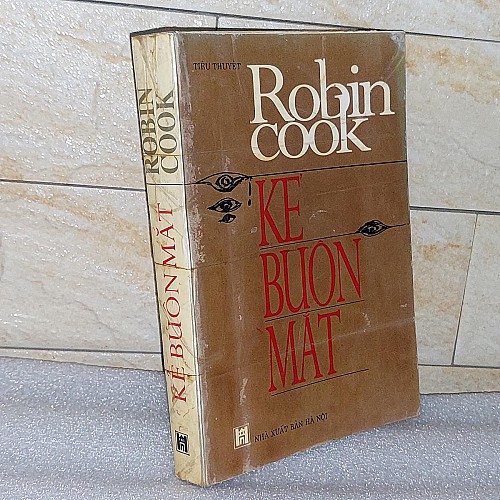 TIỂU THUYẾT
Robin
cook
KẺ
BUÔN
MẮT
NHÀ XUẤT BẢN HÀ NỘI
ROBIN
COOK
KẺ BUÔN MẮT